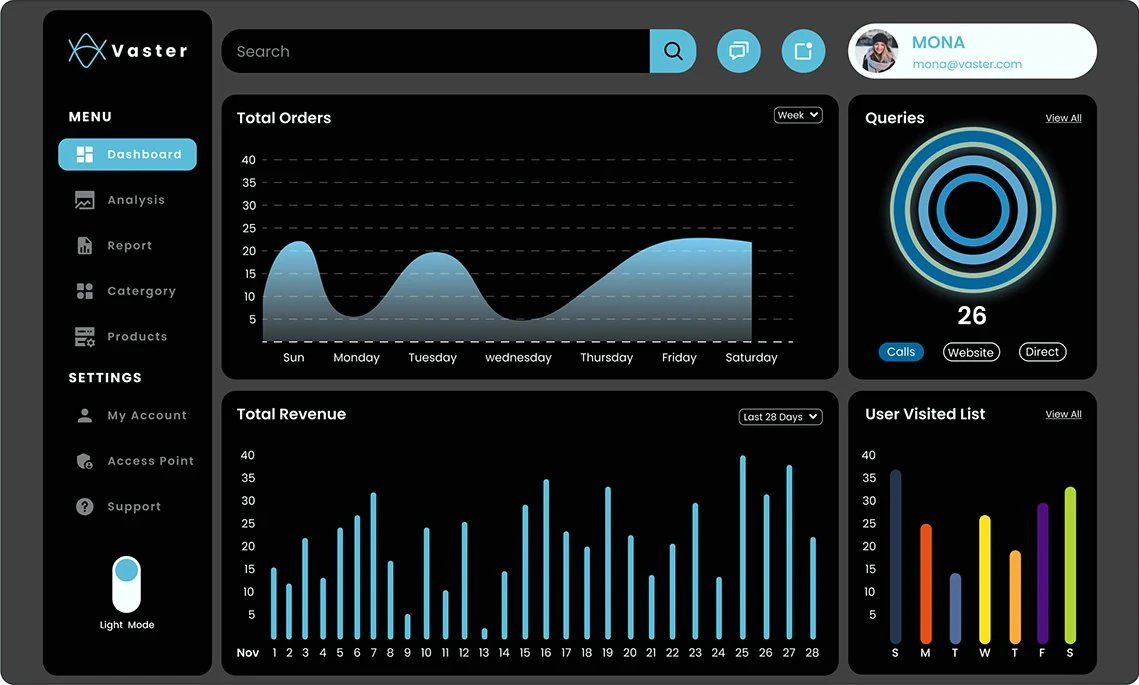 Vaster
MENU
Dashboard
Analysis
Report
Catergory
Products
SETTINGS
My Account
Access Point
Support
Light Mode
Search
MONA
mona@vaster.com
Total Orders
Week
40
35
30
25
20
15
10
5
Sun Monday Tuesday wednesday Thursday Friday Saturday
Queries
View All
26
Calls Website Direct
Total Revenue
Last 28 Days
40
35
30
25
20
15
10
5
Nov 1 2 3 4 5 6 7 8 9 10 11 12 13 14 15 16 17 18 19 20 21 22 23 24 25 26 27 28
User Visited List
View All
40
35
30
25
20
15
10
5
S M T W T F S